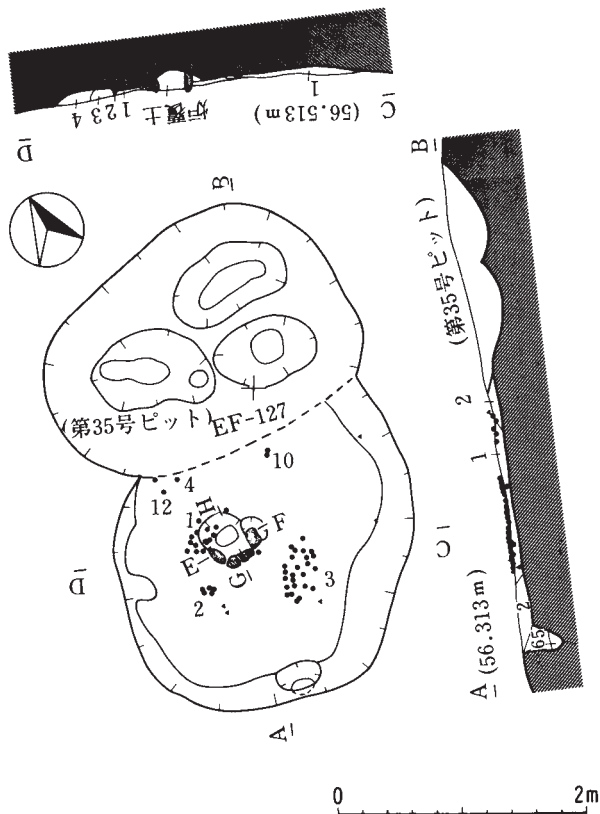 D̲
4 3 2 1 炉覆土
1
(56.513m) C̲
B̲
B̲
(第35号ピット)
(第35号ピット)
EF-127
2
1
10
4
12
1
H
F
E
G
2
3
D̲
C̲
A̲
A̲ (56.313m)
2
65
0 2m